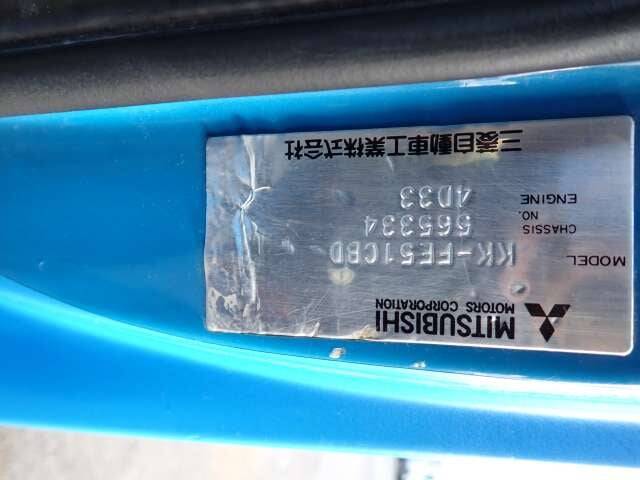 MITSUBISHI
MOTORS CORPORATION
MODEL KK-FE51CBD
CHASSIS NO. 565334
ENGINE 4D33
三菱自動車工業株式会社